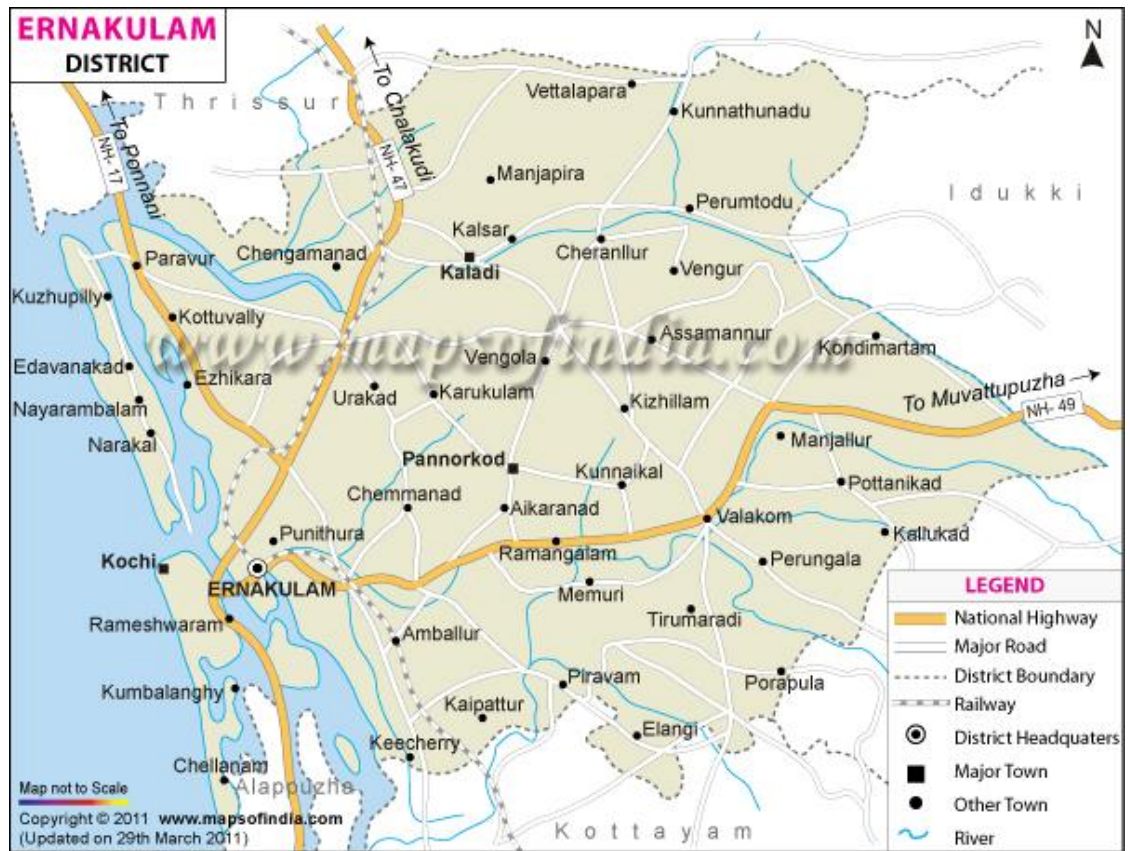 ERNAKULAM
DISTRICT
N
Thrissur
To Ponnani
NH- 17
To Chalakudi
NH- 47
Idukki
Vettalapara
Kunnathunadu
Manjapira
Perumtodu
Kalsar
Cheranllur
Paravur
Chengamanad
Kaladi
Vengur
Kuzhupilly
Kottuvally
Assamannur
www.mapsofindia.com
Kondimartam
Vengola
Edavanakad
Ezhikara
Urakad
Karukulam
Kizhillam
To Muvattupuzha
NH- 49
Nayarambalam
Narakal
Manjallur
Pannorkod
Kunnaikal
Pottanikad
Chemmanad
Aikaranad
Valakom
Kallukad
Punithura
Ramangalam
Kochi
ERNAKULAM
Perungala
Memuri
Tirumaradi
Rameshwaram
Amballur
Kumbalanghy
Piravam
Porapula
Kaipattur
Elangi
Keecherry
Chellanam
Alappuzha
Kottayam
LEGEND
National Highway
Major Road
District Boundary
Railway
District Headquaters
Major Town
Other Town
River
Map not to Scale
Copyright © 2011 www.mapsofindia.com
(Updated on 29th March 2011)